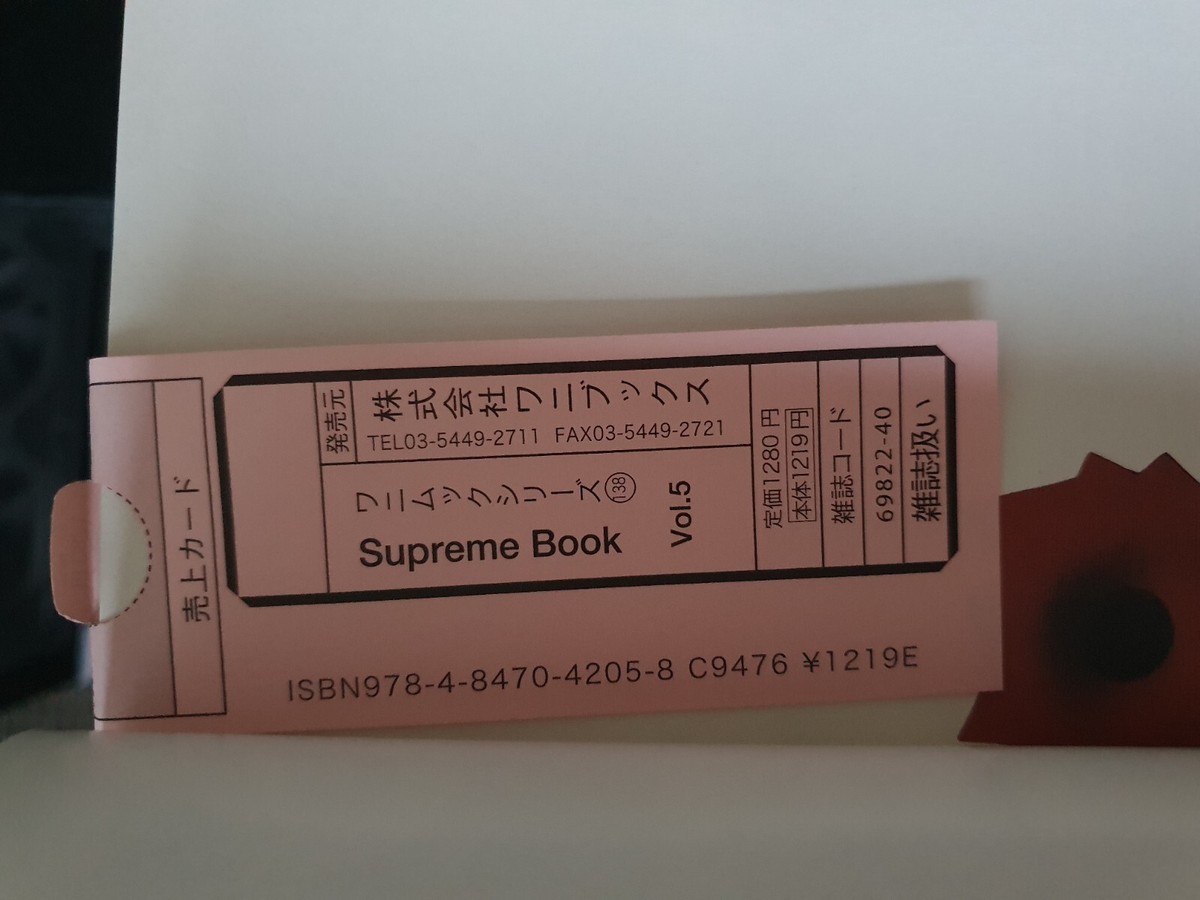 売上カード
発売元
株式会社ワニブックス
TEL03-5449-2711 FAX03-5449-2721
ワニムックシリーズ138
Supreme Book Vol.5
定価1280円
本体1219円
雑誌コード
69822-40
雑誌扱い
ISBN978-4-8470-4205-8 C9476 ¥1219E